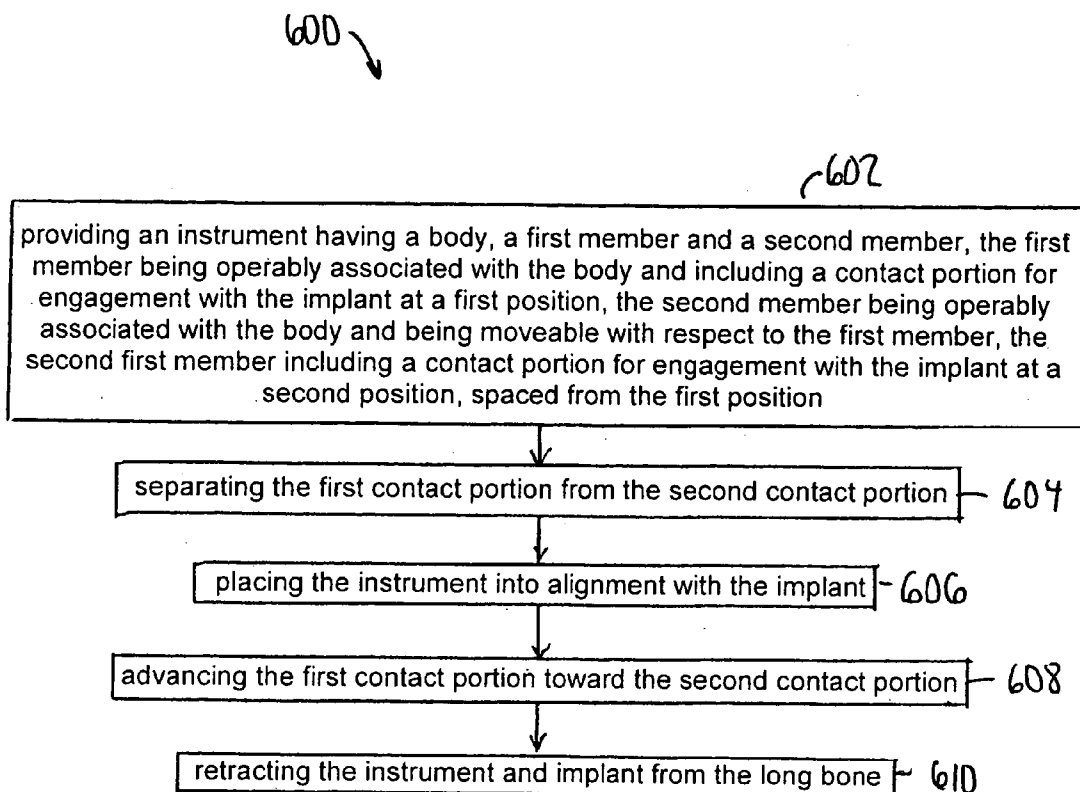 600
602
providing an instrument having a body, a first member and a second member, the first
member being operably associated with the body and including a contact portion for
engagement with the implant at a first position, the second member being operably
associated with the body and being moveable with respect to the first member, the
second first member including a contact portion for engagement with the implant at a
second position, spaced from the first position
separating the first contact portion from the second contact portion
604
placing the instrument into alignment with the implant
606
advancing the first contact portion toward the second contact portion
608
retracting the instrument and implant from the long bone
610